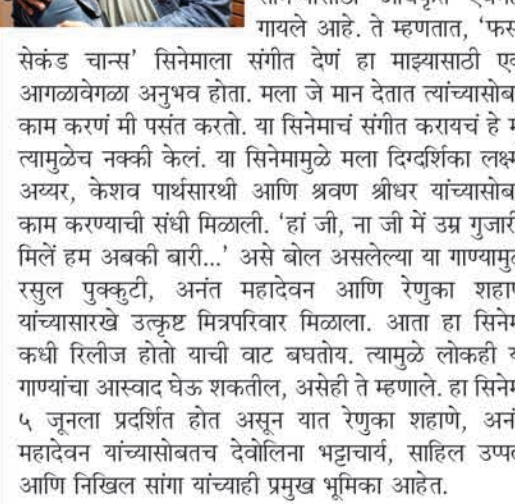 गायले आहे. ते म्हणतात, ‘फस
सेकंड चान्स’ सिनेमाला संगीत देणं हा माझ्यासाठी ए
आगळावेगळा अनुभव होता. मला जे मान देतात त्यांच्यासोब
काम करणं मी पसंत करतो. या सिनेमाचं संगीत करायचं हे म
त्यामुळेच नक्की केलं. या सिनेमामुळे मला दिग्दर्शिका लक्ष्म
अय्यर, केशव पार्थसारथी आणि श्रवण श्रीधर यांच्यासोब
काम करण्याची संधी मिळाली. ‘हां जी, ना जी में उम्र गुजारी
मिलें हम अबकी बारी...’ असे बोल असलेल्या या गाण्यामु
रसुल पुक्कुटी, अनंत महादेवन आणि रेणुका शहा
यांच्यासारखे उत्कृष्ट मित्रपरिवार मिळाला. आता हा सिनेम
कधी रिलीज होतो याची वाट बघतोय. त्यामुळे लोकही य
गाण्यांचा आस्वाद घेऊ शकतील, असेही ते म्हणाले. हा सिनेम
५ जूनला प्रदर्शित होत असून यात रेणुका शहाणे, अनं
महादेवन यांच्यासोबतच देवोलिना भट्टाचार्य, साहिल उप्प
आणि निखिल सांगा यांच्याही प्रमुख भूमिका आहेत.